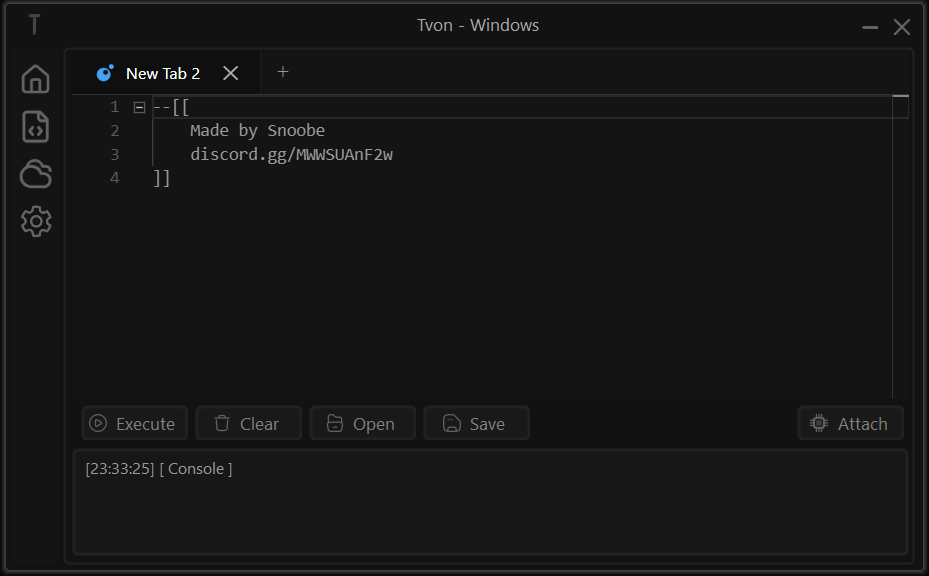 T
Tvon - Windows
New Tab 2
1 --[[
2 Made by Snoobe
3 discord.gg/MWWSUAnF2w
4 ]]
Execute
Clear
Open
Save
Attach
[23:33:25] [ Console ]